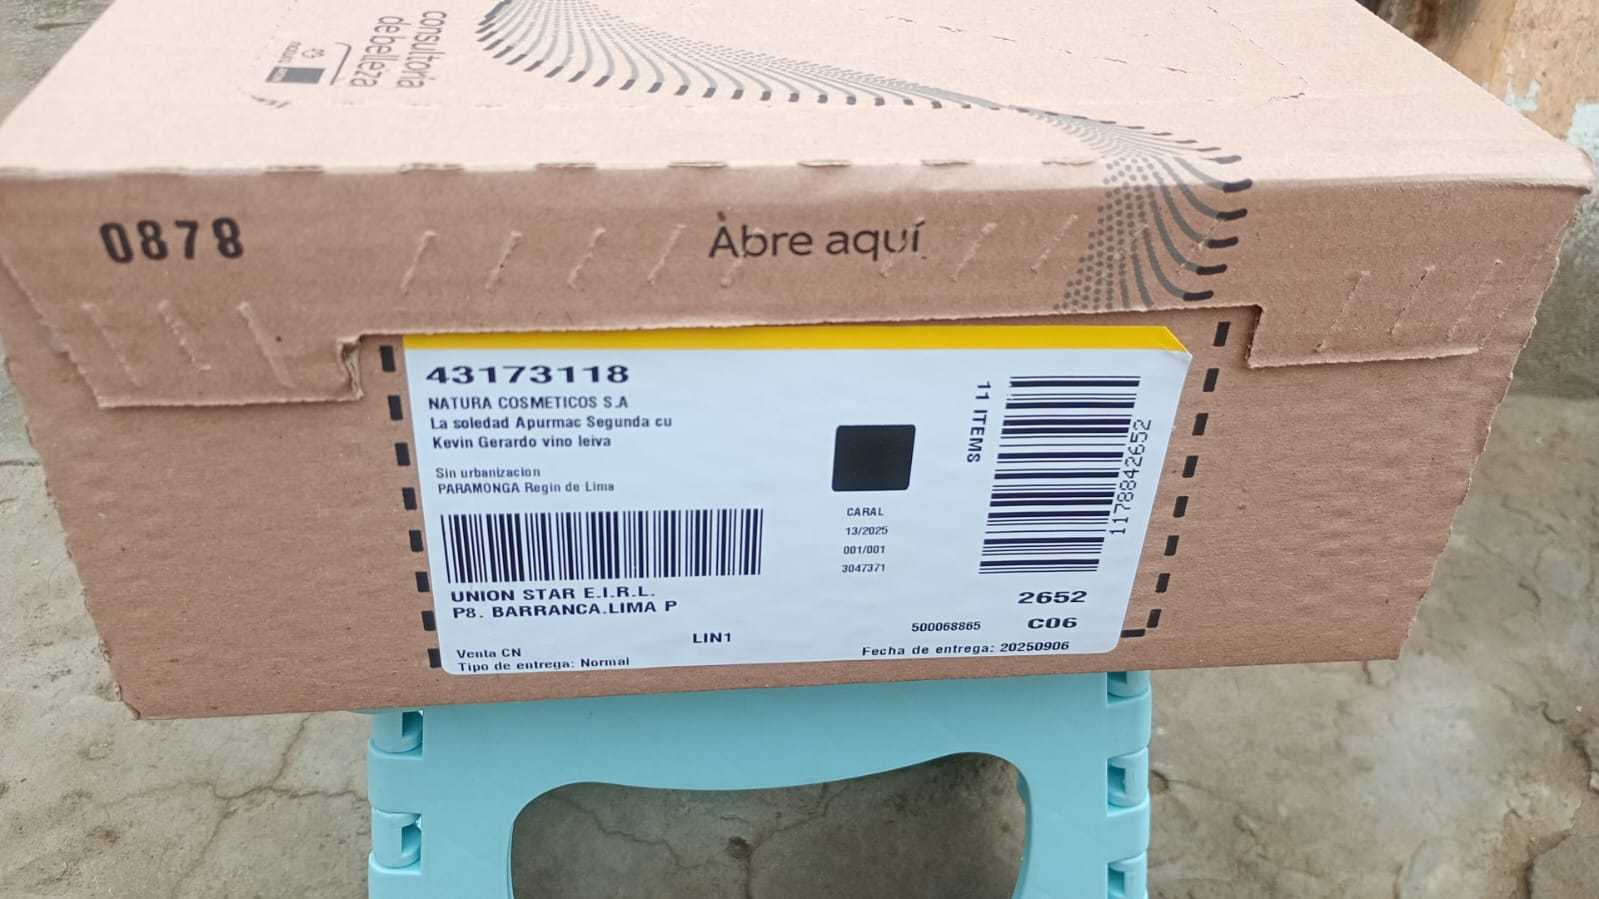 consultoria
de belleza
0878
Àbre aquí
43173118
NATURA COSMETICOS S.A
La soledad Apurmac Segunda cu
Kevin Gerardo vino leiva
Sin urbanizacion
PARAMONGA Regin de Lima
UNION STAR E.I.R.L.
P8. BARRANCA.LIMA P
LIN1
Venta CN
Tipo de entrega: Normal
CARAL
13/2025
001/001
3047371
11 ITEMS
1178842652
2652
500068865
C06
Fecha de entrega: 20250906